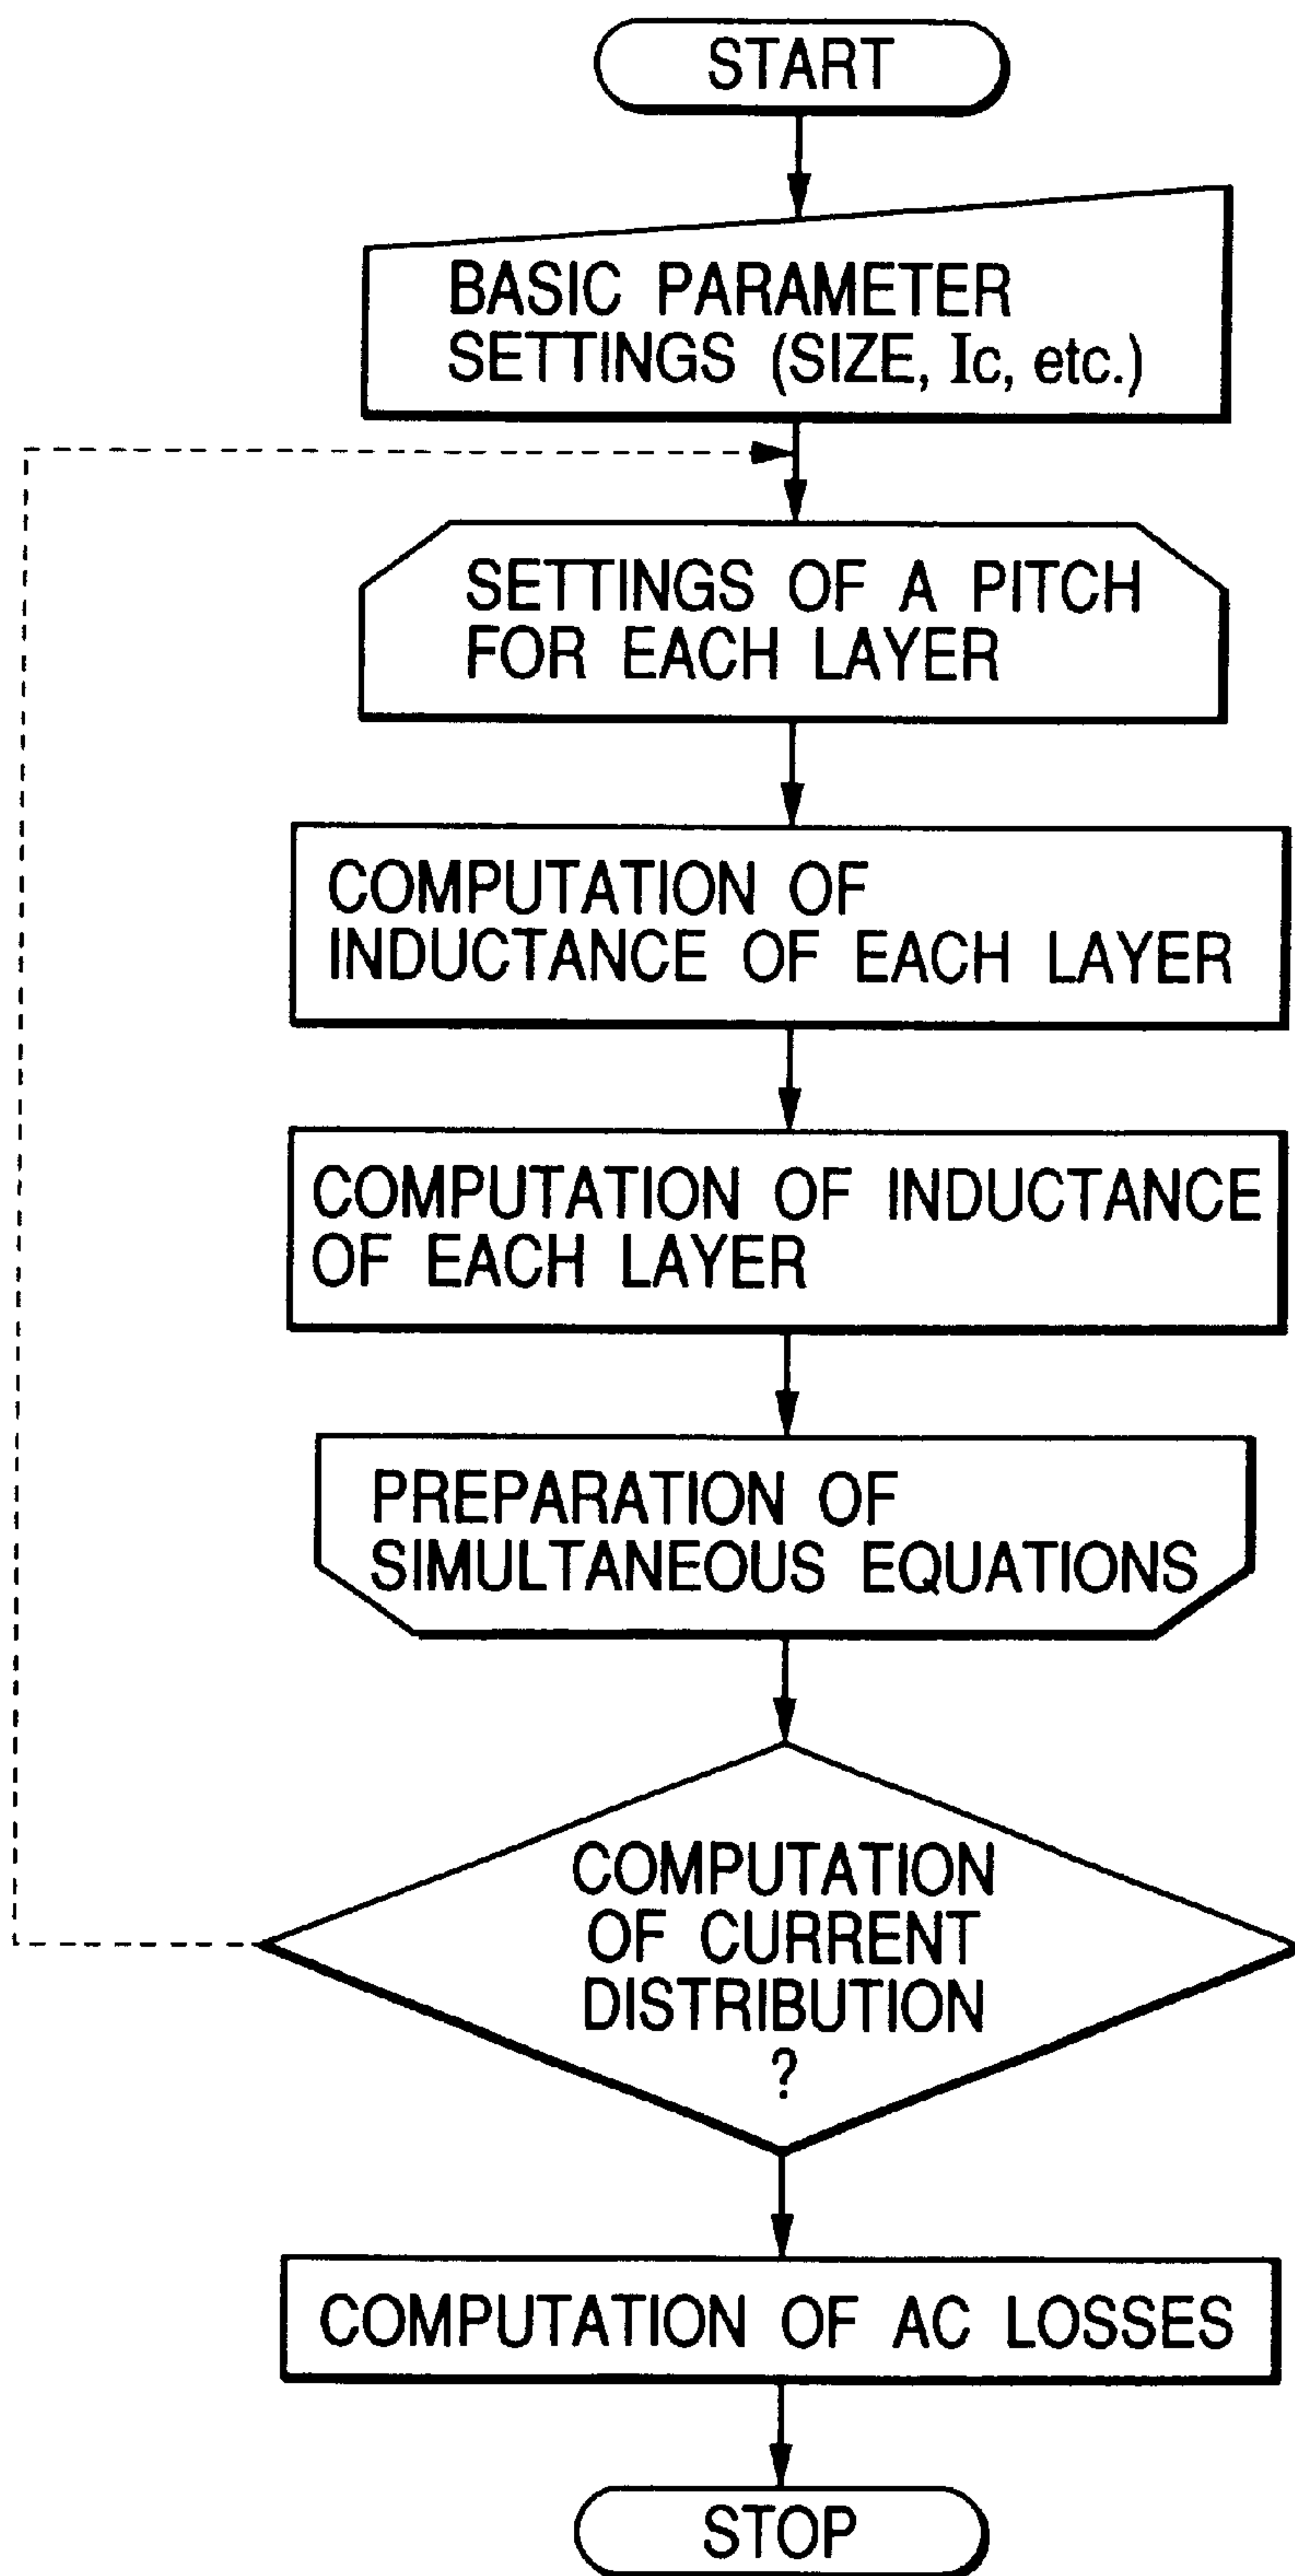 START
BASIC PARAMETER
SETTINGS (SIZE, Ic, etc.)
SETTINGS OF A PITCH
FOR EACH LAYER
COMPUTATION OF
INDUCTANCE OF EACH LAYER
COMPUTATION OF INDUCTANCE
OF EACH LAYER
PREPARATION OF
SIMULTANEOUS EQUATIONS
COMPUTATION
OF CURRENT
DISTRIBUTION
?
COMPUTATION OF AC LOSSES
STOP